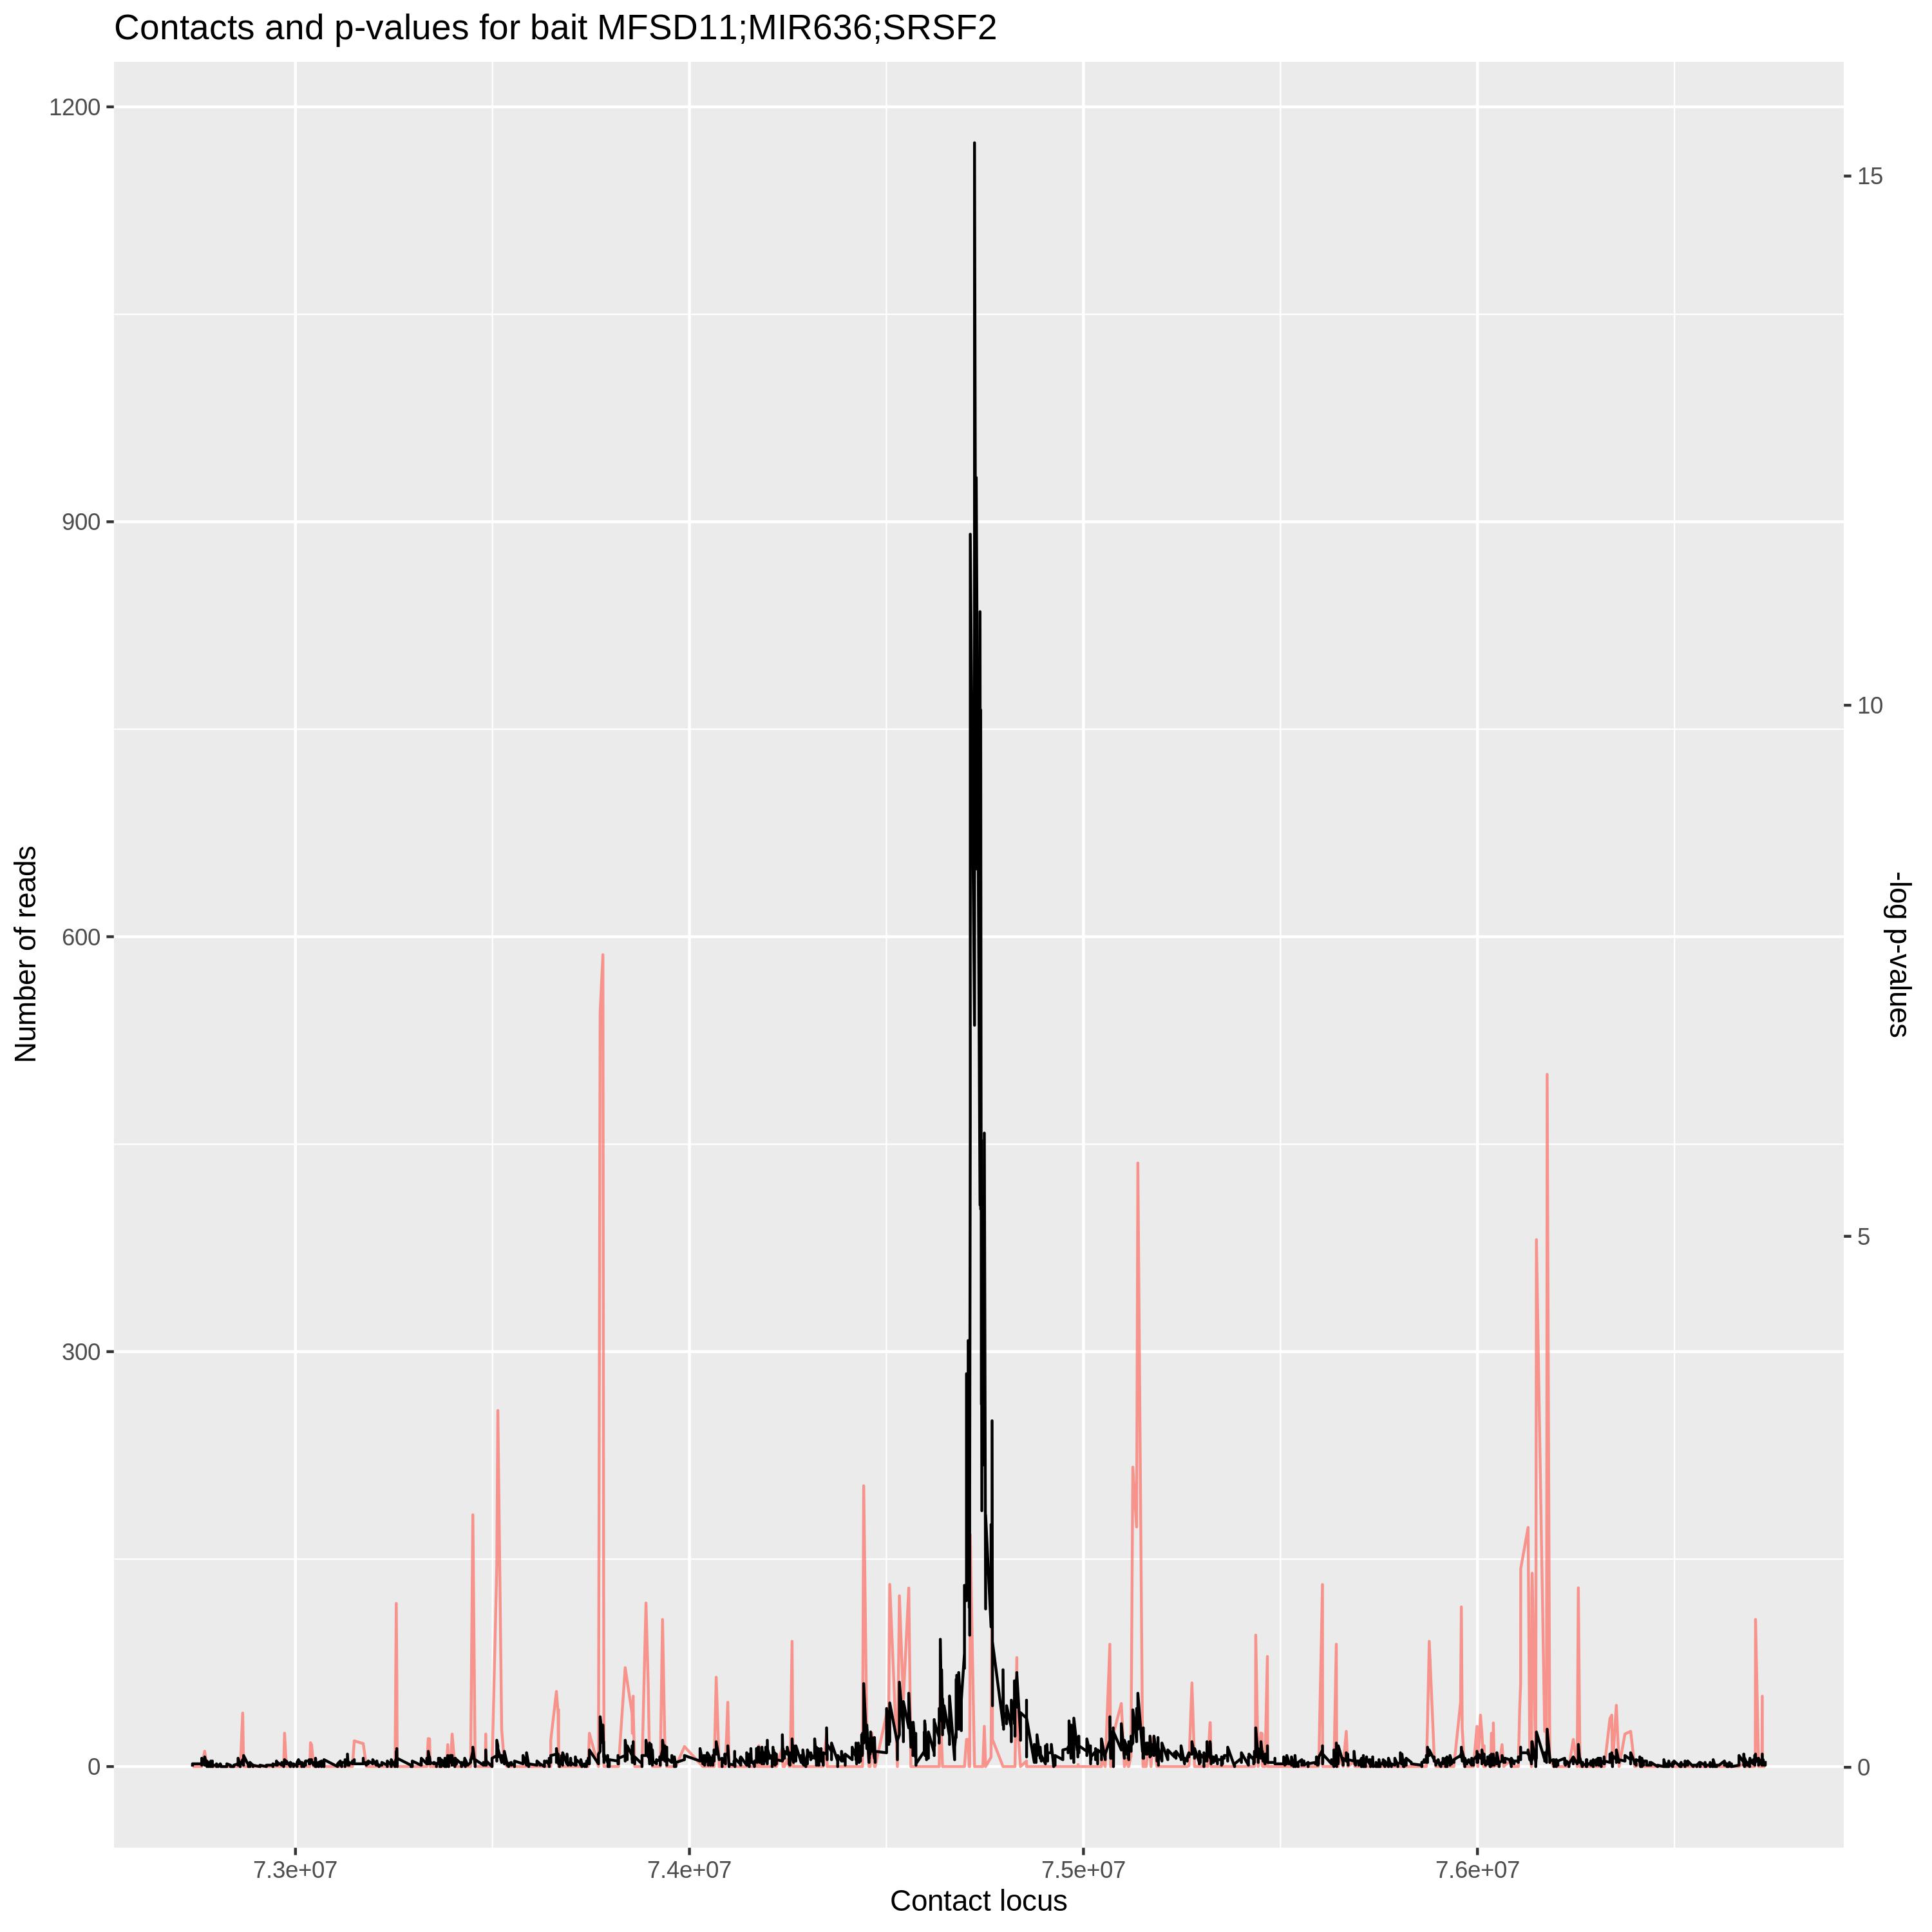 Contacts and p-values for bait MFSD11;MIR636;SRSF2
1200
900
600
300
0
Number of reads
15
10
5
0
-log p-values
7.3e+07
7.4e+07
7.5e+07
7.6e+07
Contact locus